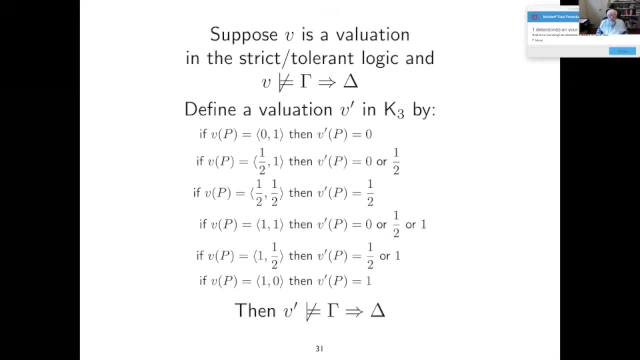 Suppose v is a valuation
in the strict/tolerant logic and
v ⊭ Γ ⇒ Δ
Define a valuation v′ in K₃ by:
if v(P) = ⟨0, 1⟩ then v′(P) = 0
if v(P) = ⟨1/2, 1⟩ then v′(P) = 0 or 1/2
if v(P) = ⟨1/2, 1/2⟩ then v′(P) = 1/2
if v(P) = ⟨1, 1⟩ then v′(P) = 0 or 1/2 or 1
if v(P) = ⟨1, 1/2⟩ then v′(P) = 1/2 or 1
if v(P) = ⟨1, 0⟩ then v′(P) = 1
Then v′ ⊭ Γ ⇒ Δ
31